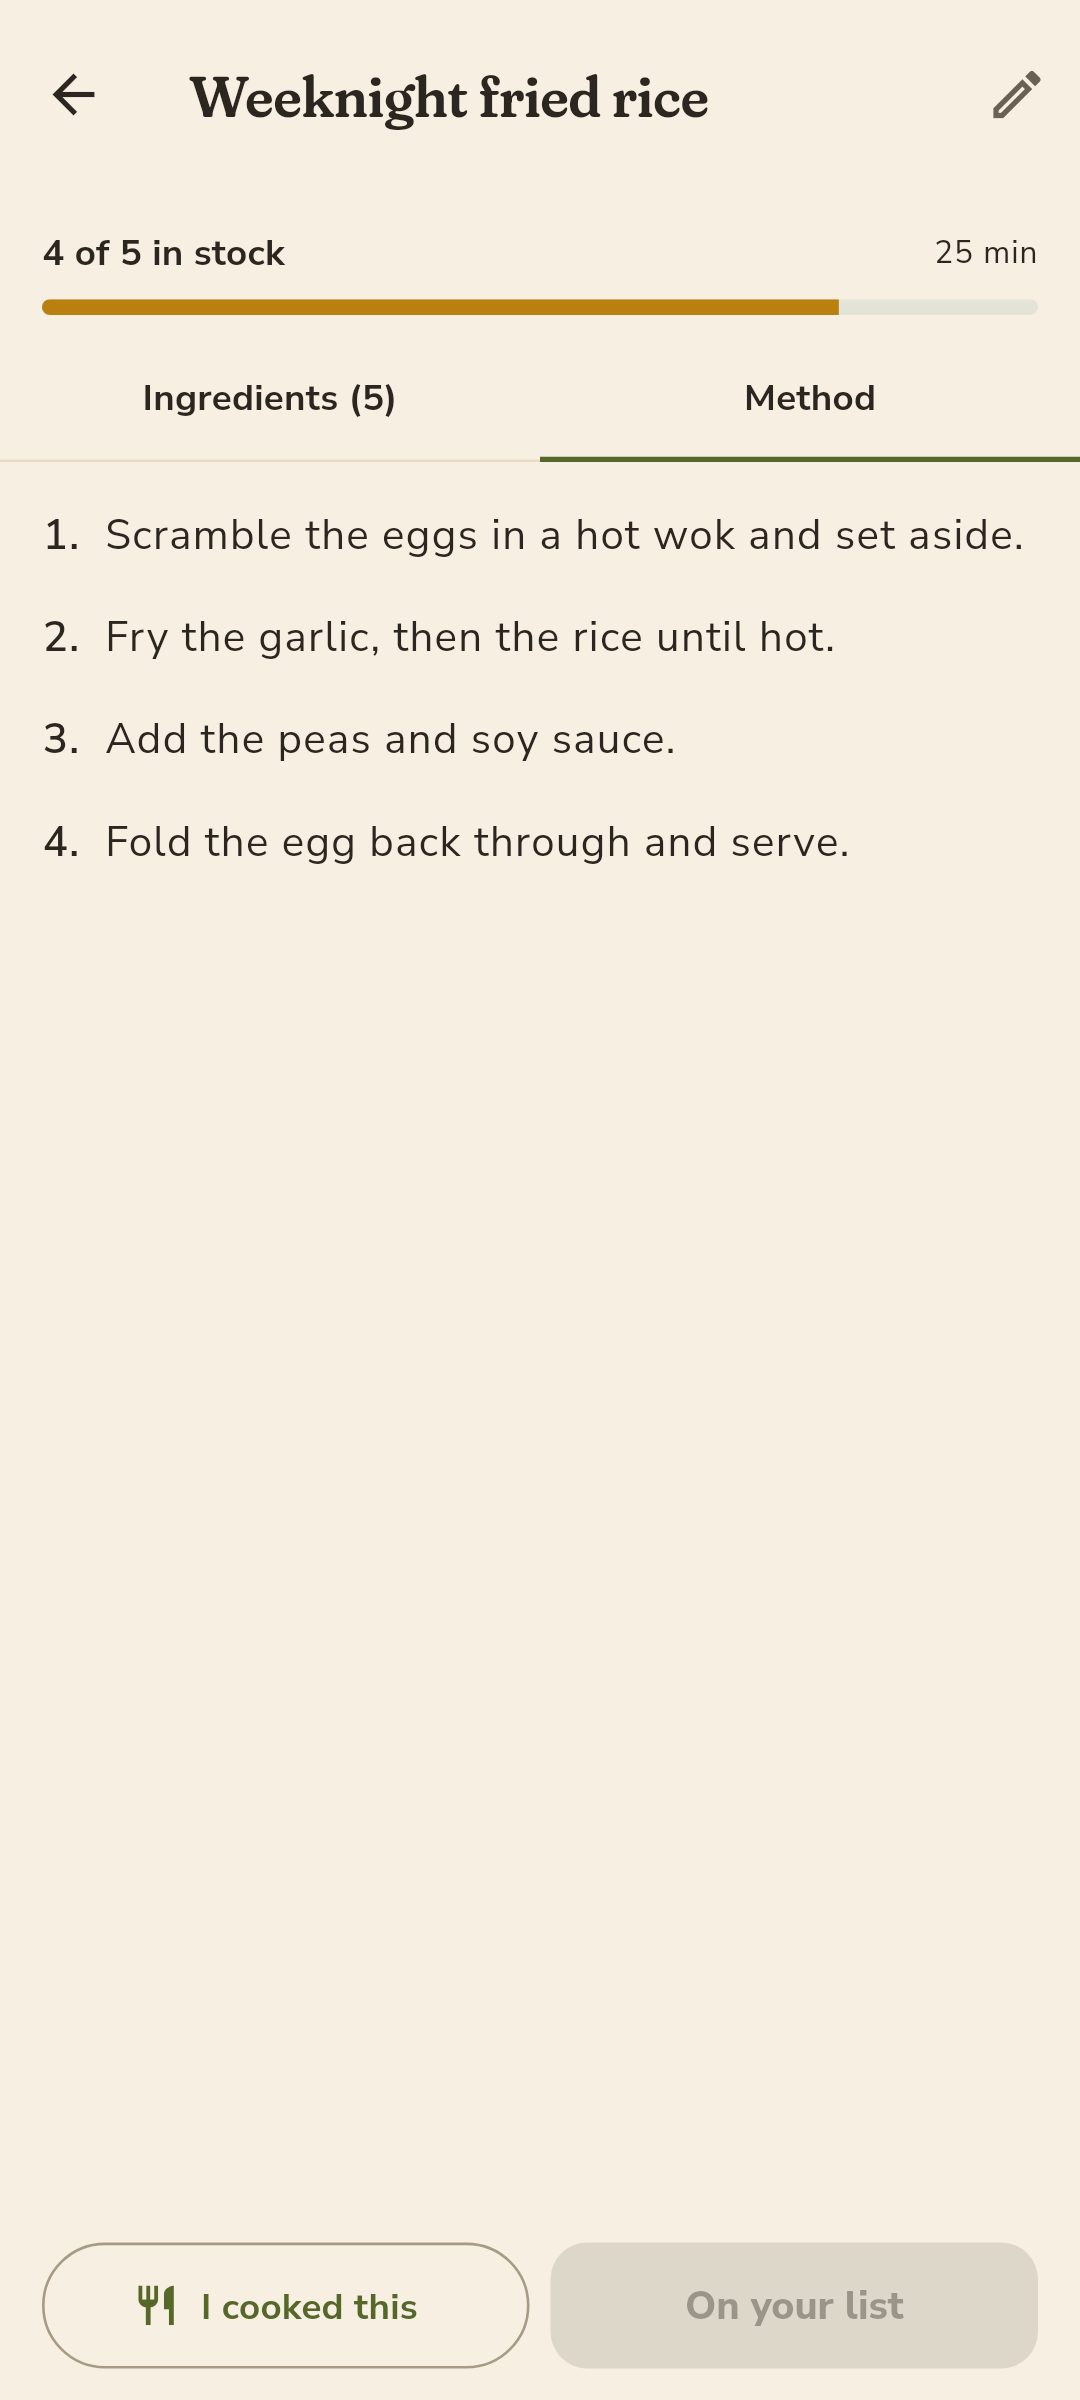 Weeknight fried rice
4 of 5 in stock
25 min
Ingredients (5)
Method
1. Scramble the eggs in a hot wok and set aside.
2. Fry the garlic, then the rice until hot.
3. Add the peas and soy sauce.
4. Fold the egg back through and serve.
I cooked this
On your list